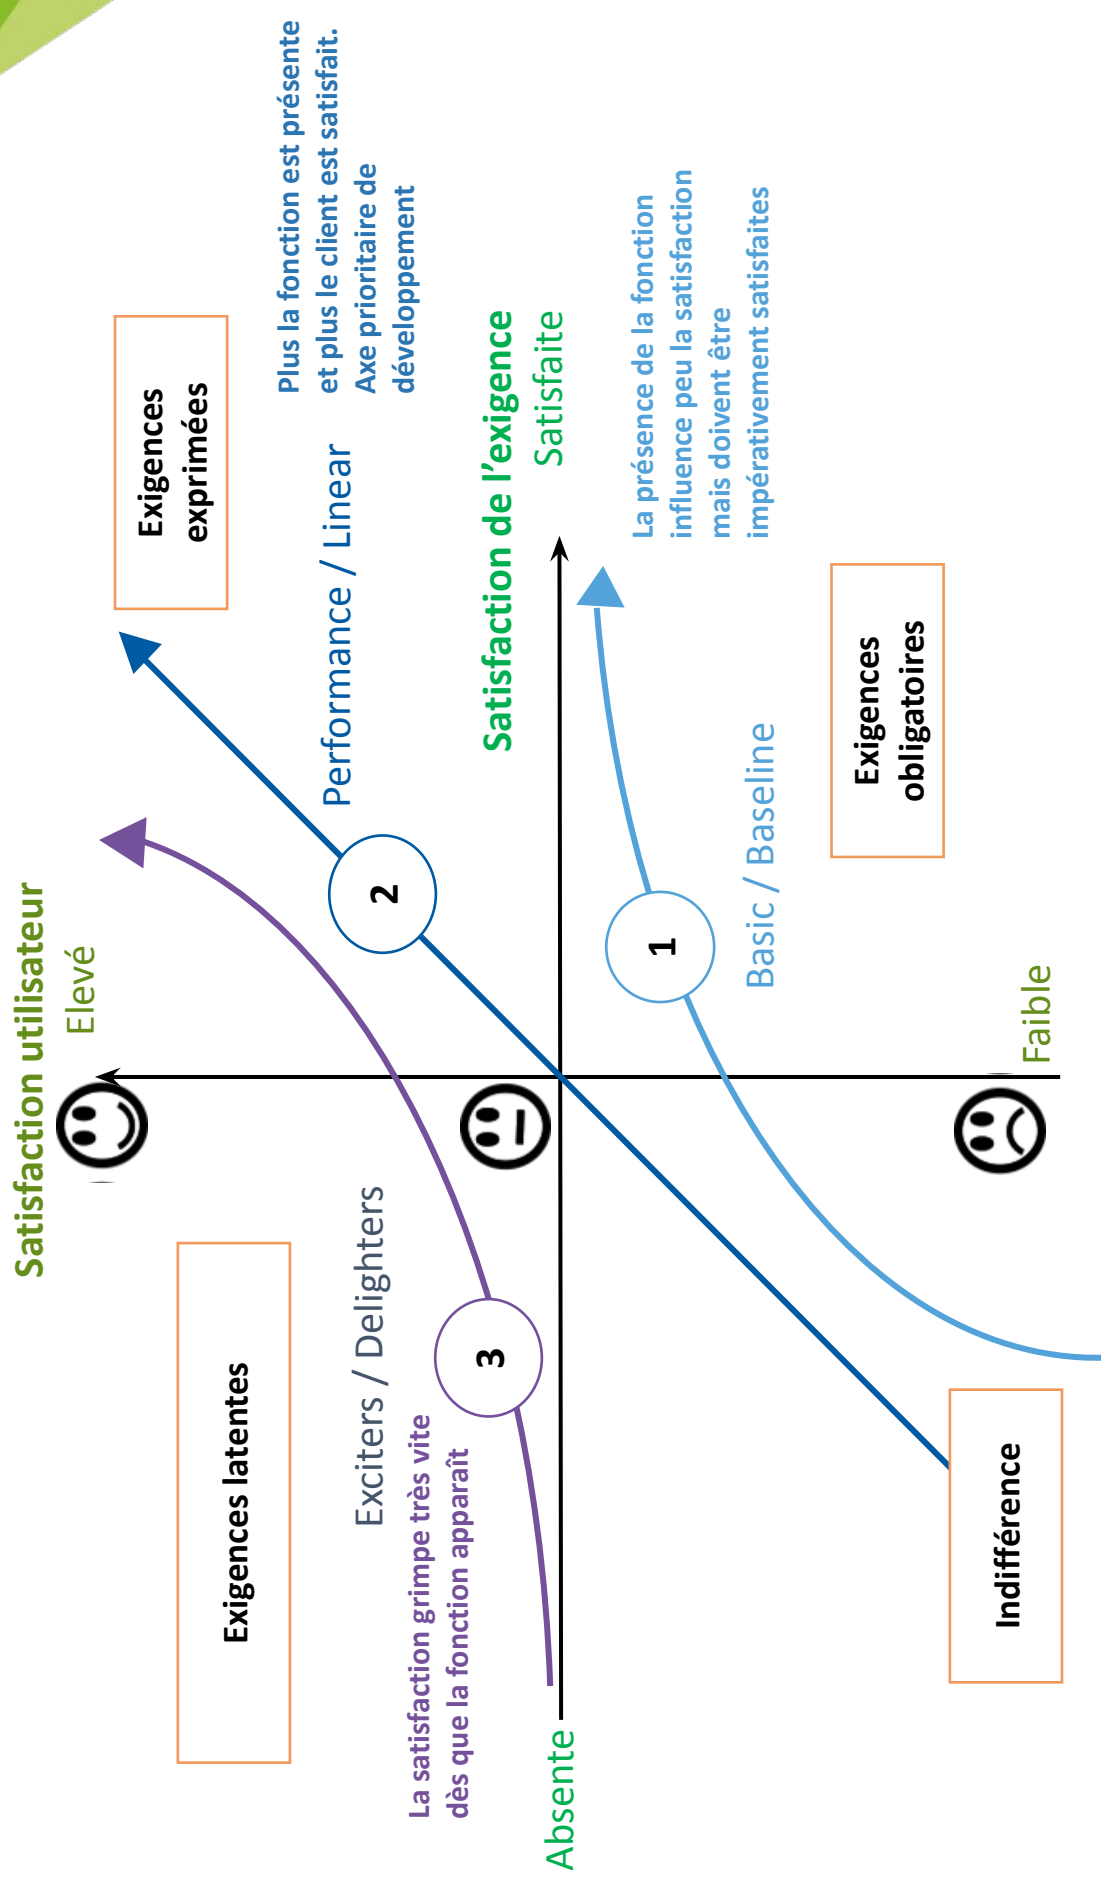 Satisfaction utilisateur
Elevé
Exigences latentes
Exigences
exprimées
Plus la fonction est présente
et plus le client est satisfait.
Axe prioritaire de
développement
Performance / Linear
Exciters / Delighters
La satisfaction grimpe très vite
dès que la fonction apparaît
3
2
Satisfaction de l’exigence
Satisfaite
Absente
La présence de la fonction
influence peu la satisfaction
mais doivent être
impérativement satisfaites
1
Basic / Baseline
Exigences
obligatoires
Indifférence
Faible